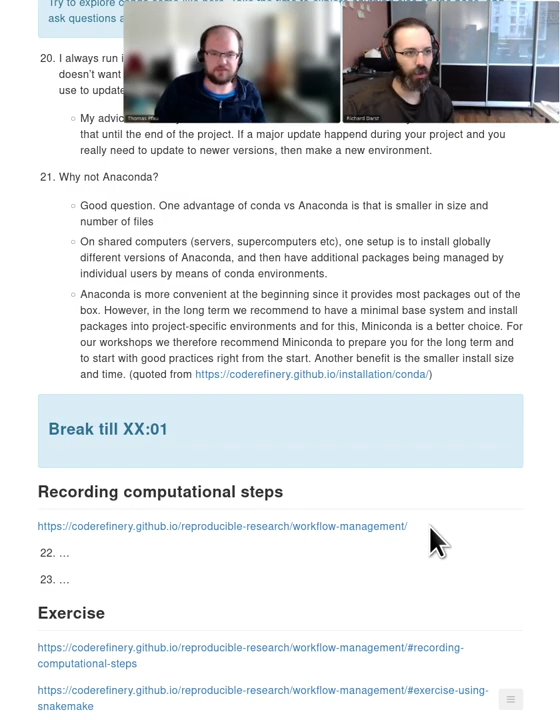 Try to explore
ask questions a
20. I always run i
doesn't want
use to update
Thomas Pfau
Richard Darst
My advic
that until the end of the project. If a major update happend during your project and you
really need to update to newer versions, then make a new environment.
21. Why not Anaconda?
Good question. One advantage of conda vs Anaconda is that is smaller in size and
number of files
On shared computers (servers, supercomputers etc), one setup is to install globally
different versions of Anaconda, and then have additional packages being managed by
individual users by means of conda environments.
Anaconda is more convenient at the beginning since it provides most packages out of the
box. However, in the long term we recommend to have a minimal base system and install
packages into project-specific environments and for this, Miniconda is a better choice. For
our workshops we therefore recommend Miniconda to prepare you for the long term and
to start with good practices right from the start. Another benefit is the smaller install size
and time. (quoted from https://coderefinery.github.io/installation/conda/)
Break till XX:01
Recording computational steps
https://coderefinery.github.io/reproducible-research/workflow-management/
22. ...
23. ...
Exercise
https://coderefinery.github.io/reproducible-research/workflow-management/#recording-
computational-steps
https://coderefinery.github.io/reproducible-research/workflow-management/#exercise-using-
snakemake